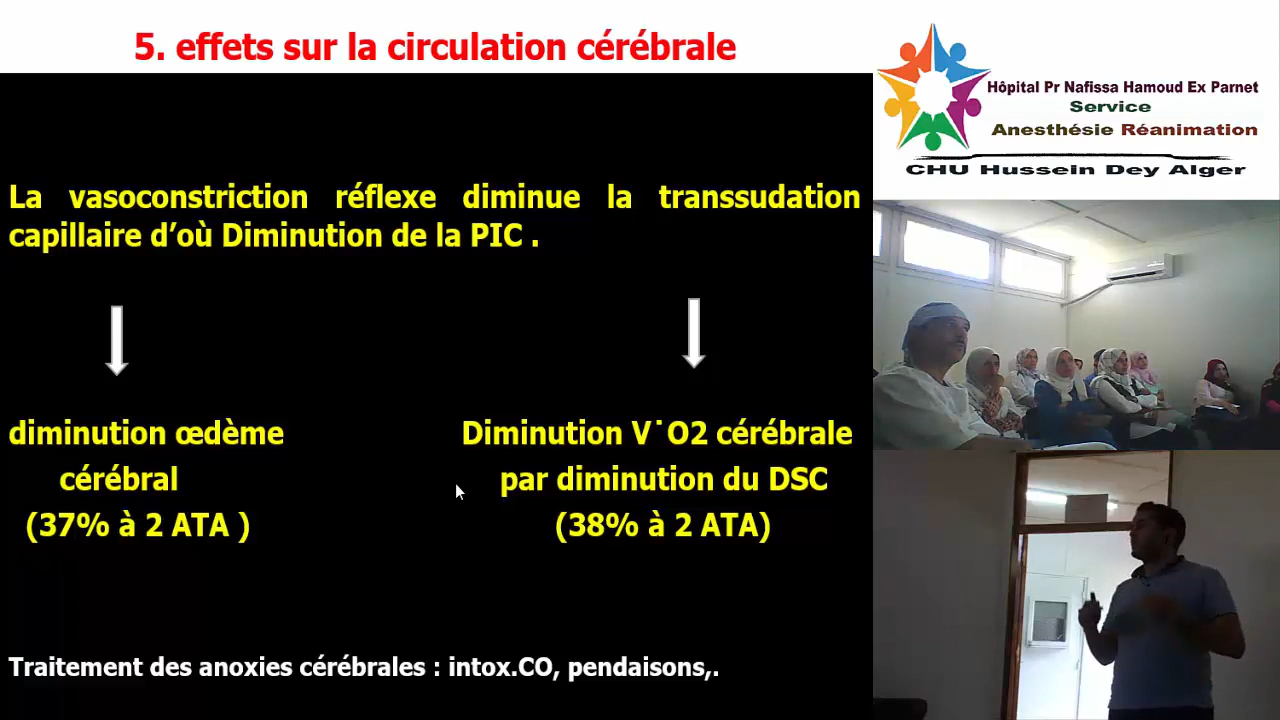 5. effets sur la circulation cérébrale
La vasoconstriction réflexe diminue la transsudation
capillaire d'où Diminution de la PIC .
diminution œdème
cérébral
(37% à 2 ATA )
Diminution V˙O2 cérébrale
par diminution du DSC
(38% à 2 ATA)
Traitement des anoxies cérébrales : intox.CO, pendaisons,.
Hôpital Pr Nafissa Hamoud Ex Parnet
Service
Anesthésie Réanimation
CHU Hussein Dey Alger